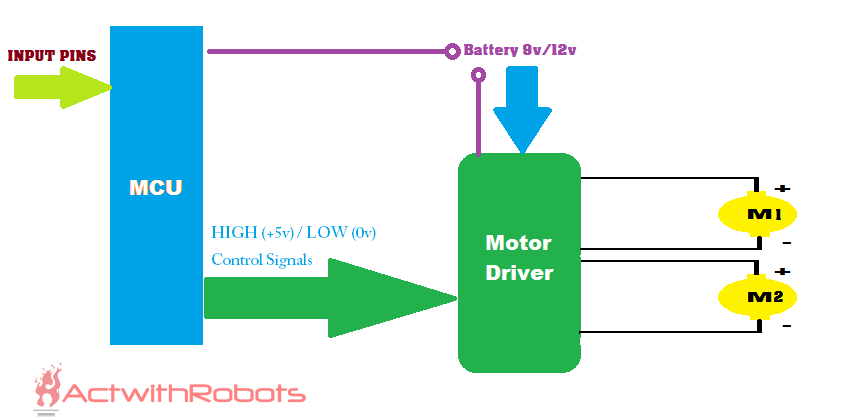 INPUT PINS
Battery 9v/12v
MCU
HIGH (+5v) / LOW (0v)
Control Signals
Motor
Driver
+
M1
-
+
M2
-
ActwithRobots